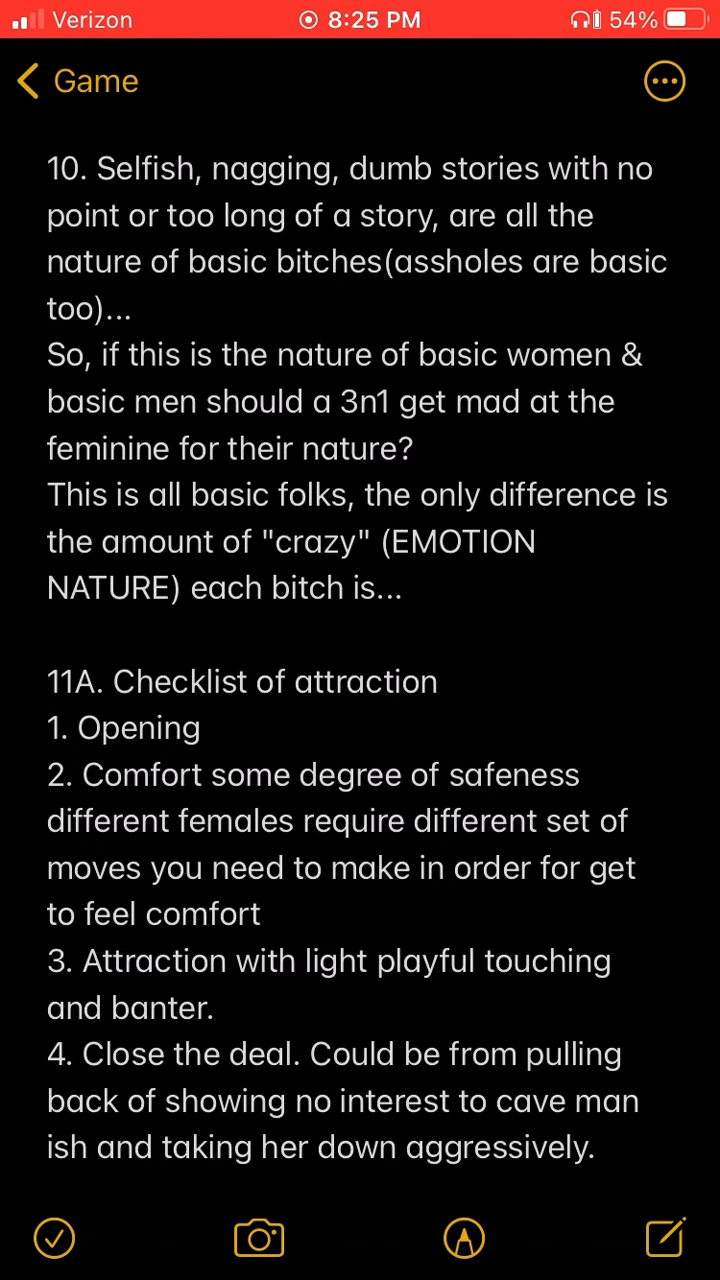 Verizon 8:25 PM 54%
Game
10. Selfish, nagging, dumb stories with no
point or too long of a story, are all the
nature of basic bitches(assholes are basic
too)...
So, if this is the nature of basic women &
basic men should a 3n1 get mad at the
feminine for their nature?
This is all basic folks, the only difference is
the amount of "crazy" (EMOTION
NATURE) each bitch is...
11A. Checklist of attraction
1. Opening
2. Comfort some degree of safeness
different females require different set of
moves you need to make in order for get
to feel comfort
3. Attraction with light playful touching
and banter.
4. Close the deal. Could be from pulling
back of showing no interest to cave man
ish and taking her down aggressively.